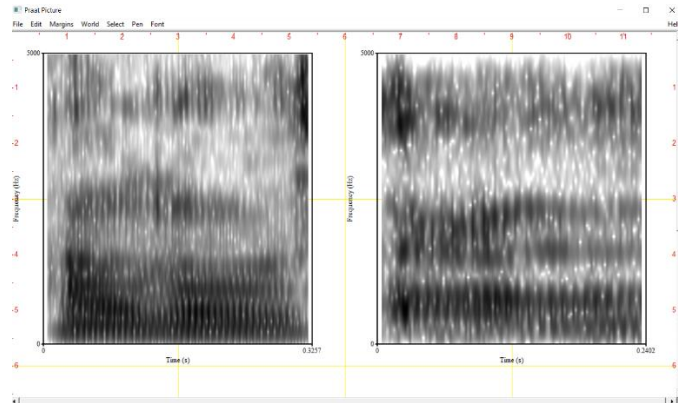 Praat Picture
File Edit Margins World Select Pen Font Hel
1 2 3 4 5 6 7 8 9 10 11
5000 5000
1 1
2 2
Frequency (Hz) Frequency (Hz)
3 3
4 4
5 5
0 0
0 0.3257 0 0.2402
Time (s) Time (s)
6 6